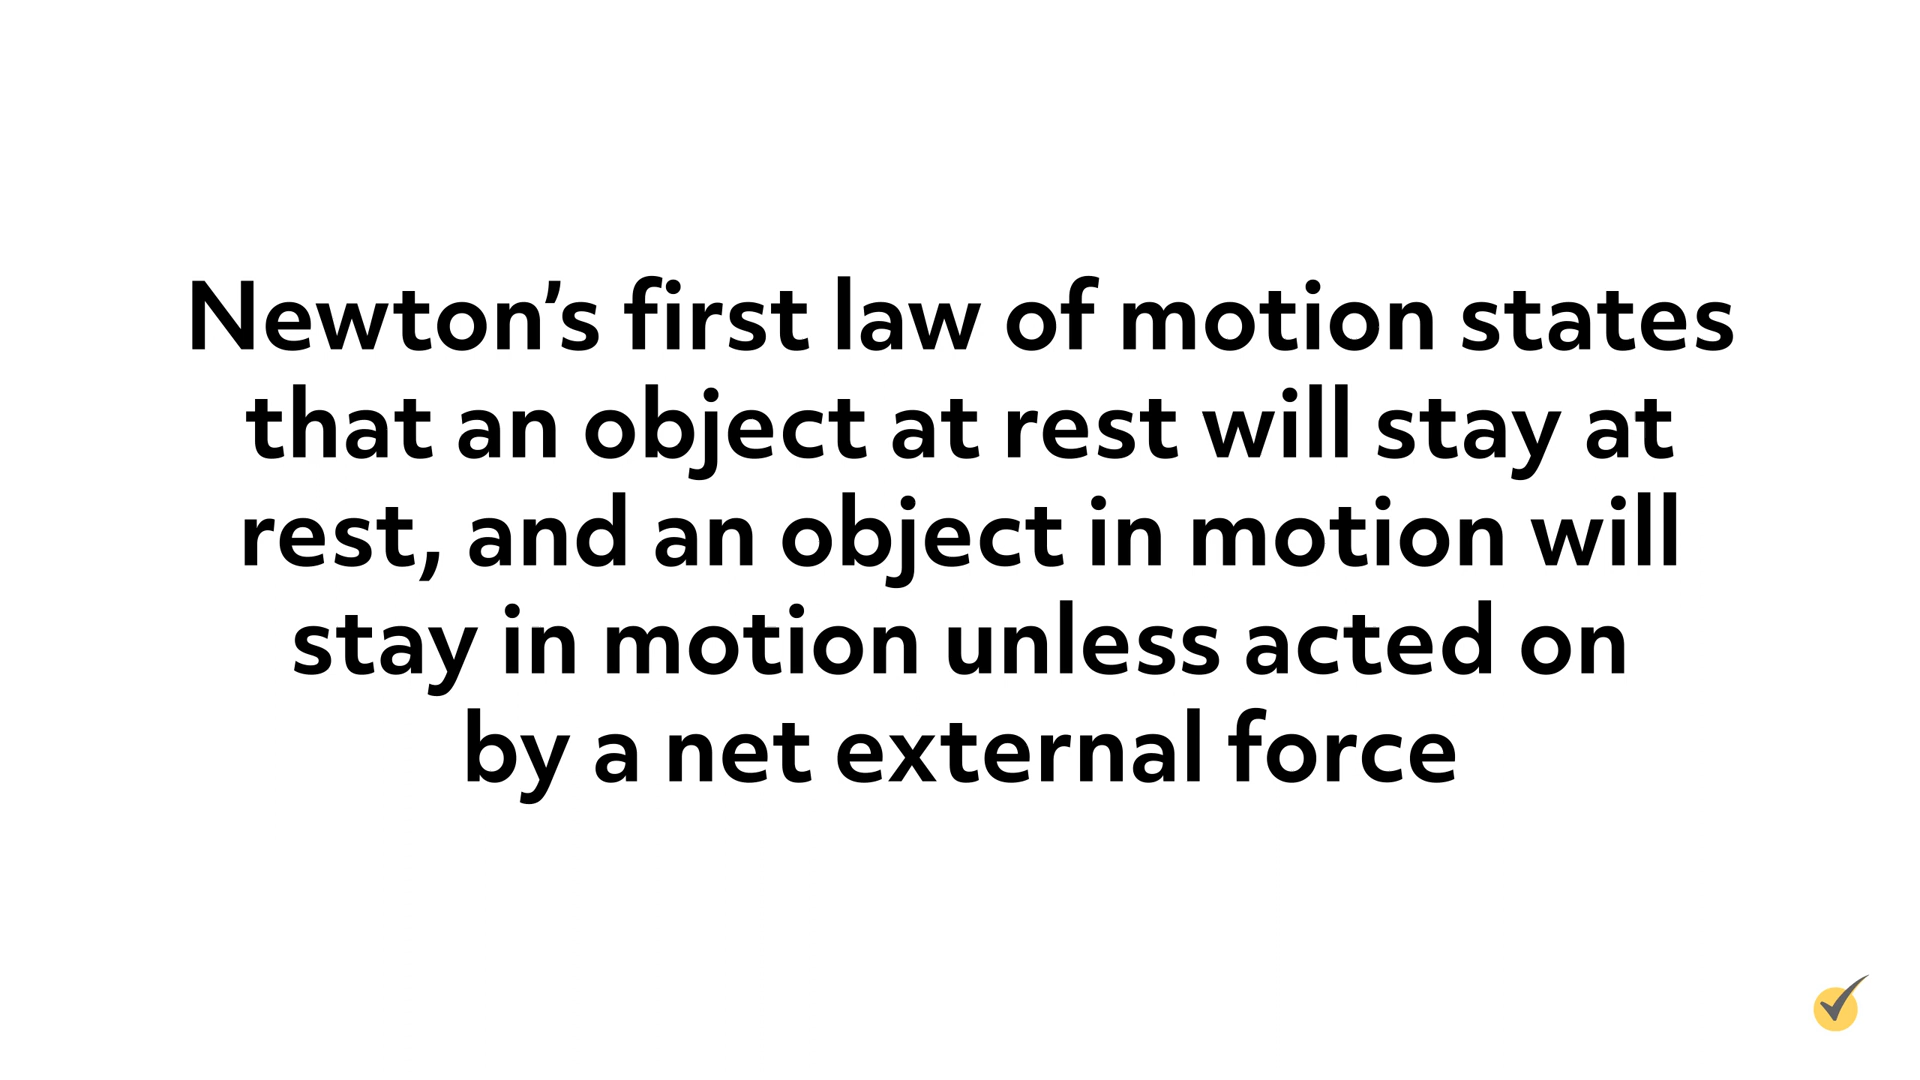 Newton’s first law of motion states
that an object at rest will stay at
rest, and an object in motion will
stay in motion unless acted on
by a net external force